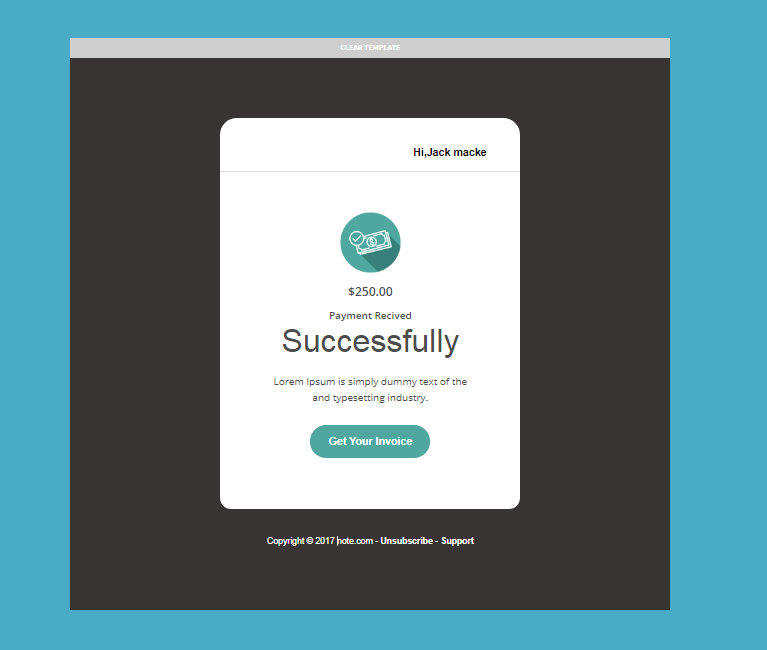 CLEAR TEMPLATE
Hi,Jack macke
$
$250.00
Payment Recived
Successfully
Lorem Ipsum is simply dummy text of the
and typesetting industry.
Get Your Invoice
Copyright © 2017 note.com - Unsubscribe - Support